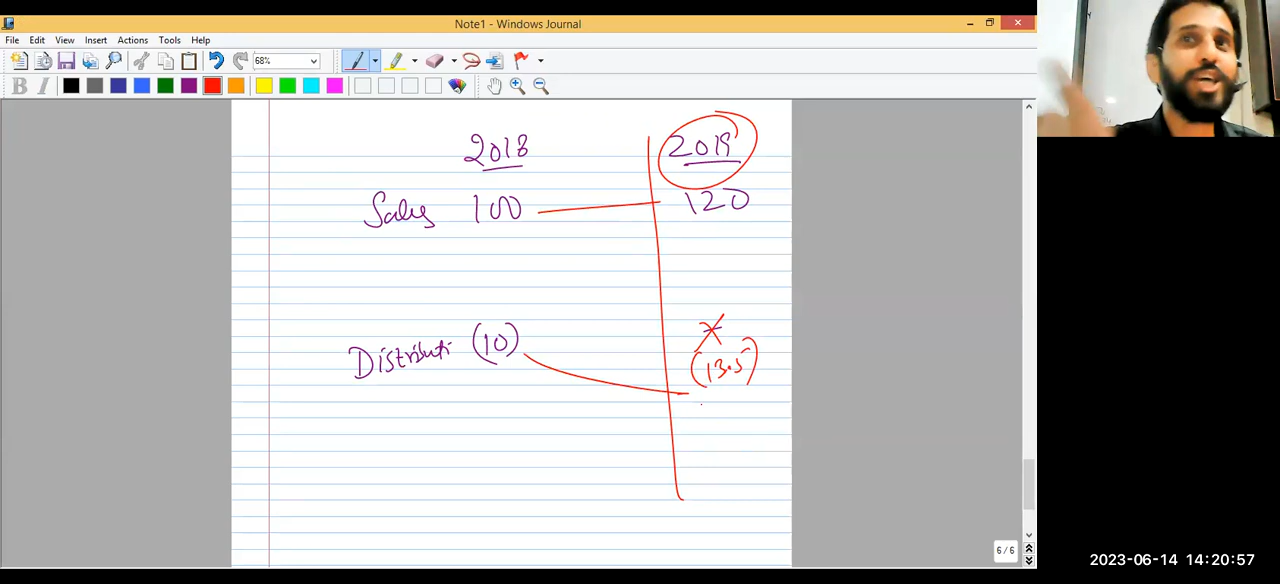 Note1 - Windows Journal
File Edit View Insert Actions Tools Help
68%
B I
2018 2019
Sales 100 120
Distributi (10) (13.5)
6/6
2023-06-14 14:20:57